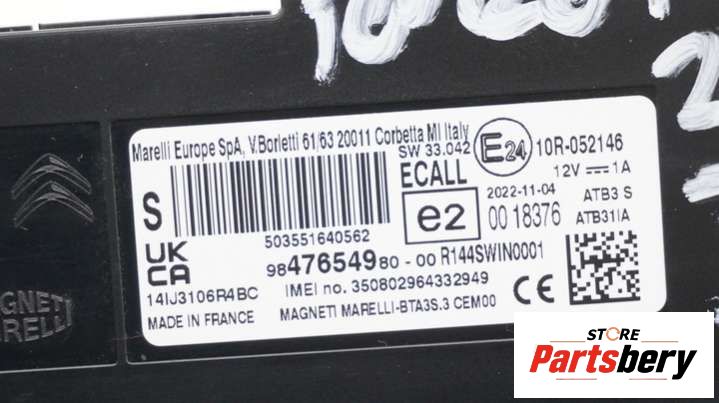 Marelli Europe SpA, V.Borletti 61/63 20011 Corbetta MI Italy
SW 33.042
E24
10R-052146
12V 1A
S
ECALL
2022-11-04
ATB3 S
e2
00 18376
ATB31IA
503551640562
UK
CA
9847654980-00 R144SWIN0001
14IJ3106R4BC
IMEI no. 350802964332949
CE
MADE IN FRANCE
MAGNETI MARELLI-BTA3S.3 CEM00
MAGNETI
MARELLI
STORE
Partsbery